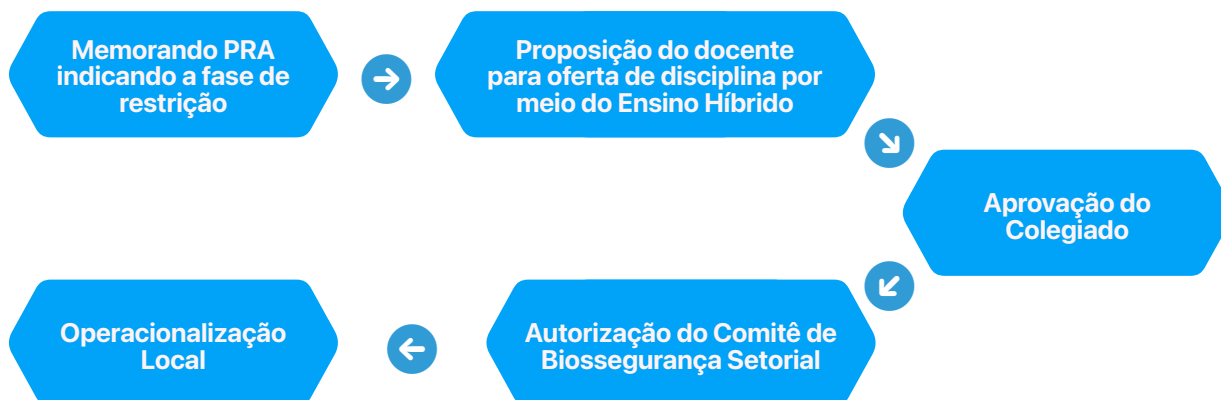 Memorando PRA
indicando a fase de
restrição
Proposição do docente
para oferta de disciplina por
meio do Ensino Híbrido
Aprovação do
Colegiado
Autorização do Comitê de
Biossegurança Setorial
Operacionalização
Local